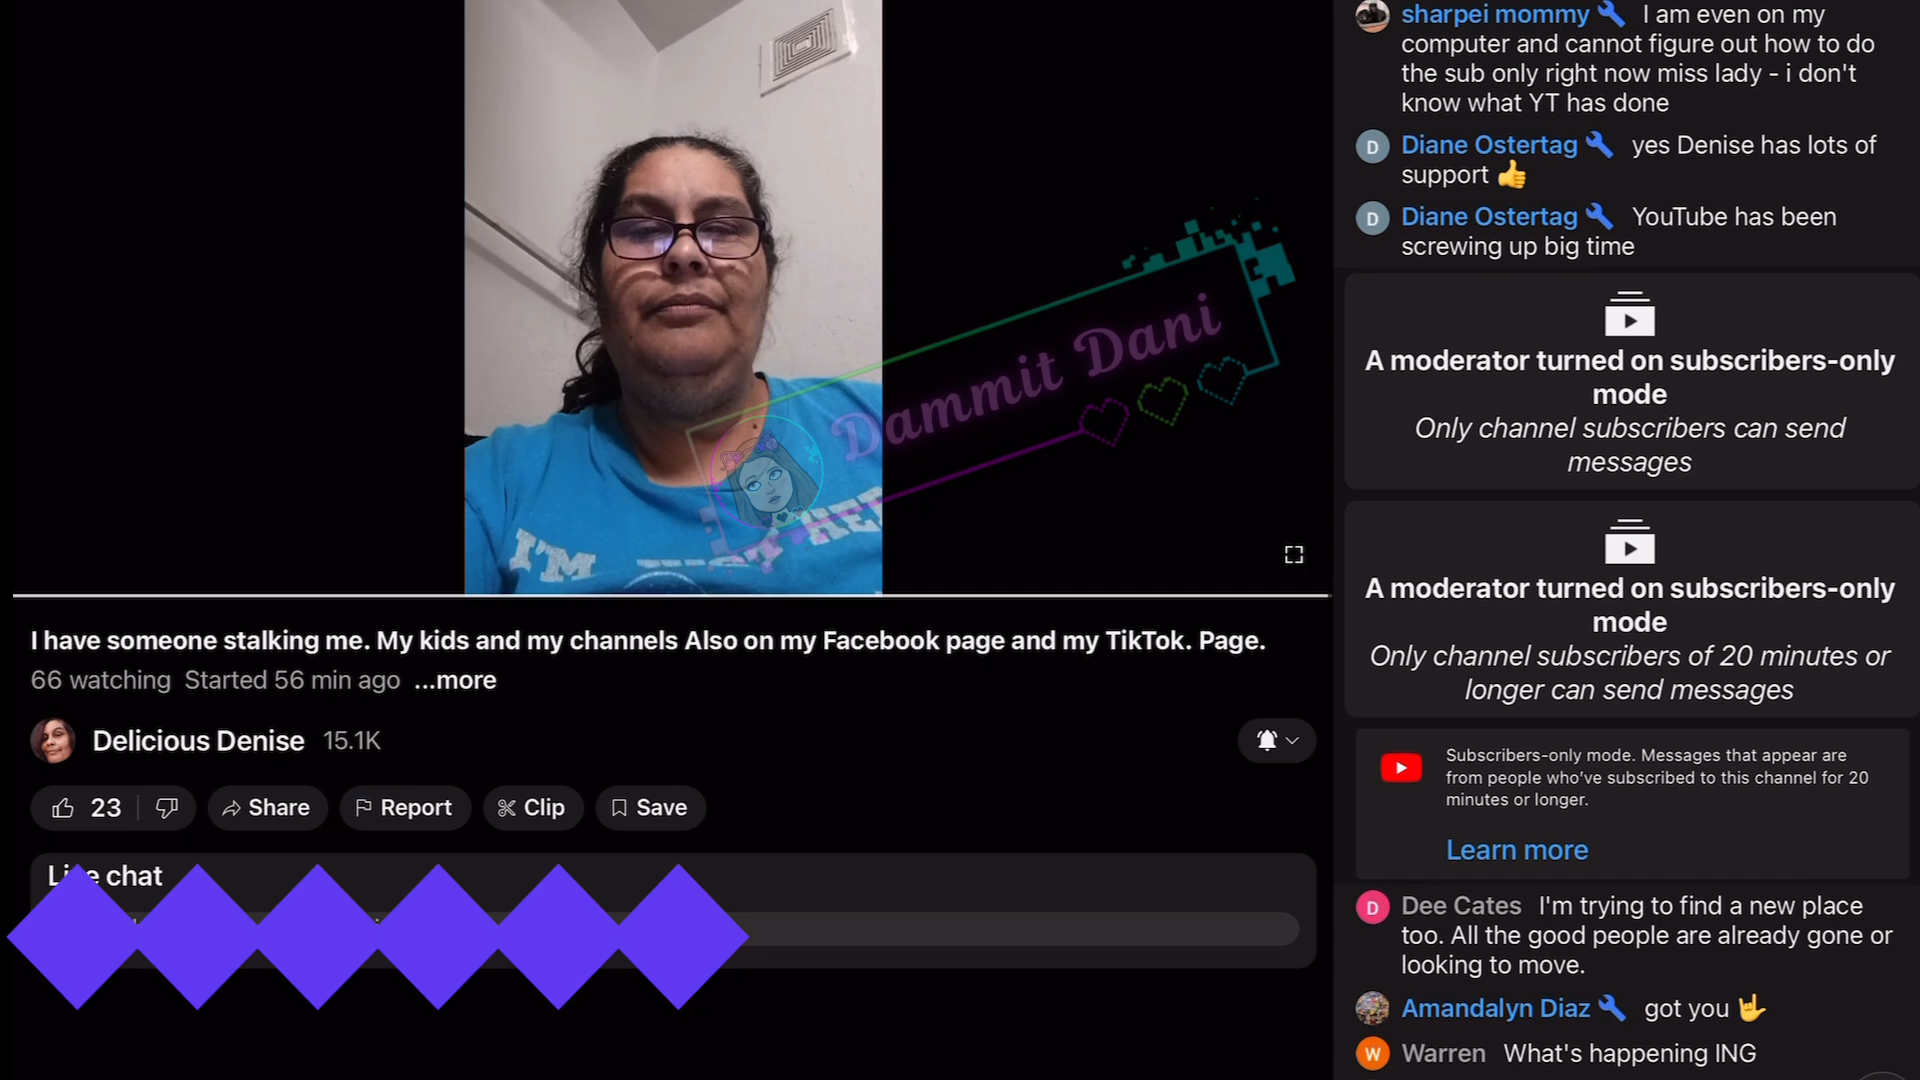 I'M JUST HER
Dammit Dani
I have someone stalking me. My kids and my channels Also on my Facebook page and my TikTok. Page.
66 watching Started 56 min ago ...more
Delicious Denise 15.1K
23 Share Report Clip Save
Live chat
sharpei mommy I am even on my
computer and cannot figure out how to do
the sub only right now miss lady - i don't
know what YT has done
D Diane Ostertag yes Denise has lots of
support 👍
D Diane Ostertag YouTube has been
screwing up big time
A moderator turned on subscribers-only
mode
Only channel subscribers can send
messages
A moderator turned on subscribers-only
mode
Only channel subscribers of 20 minutes or
longer can send messages
Subscribers-only mode. Messages that appear are
from people who've subscribed to this channel for 20
minutes or longer.
Learn more
D Dee Cates I'm trying to find a new place
too. All the good people are already gone or
looking to move.
Amandalyn Diaz got you 🤟
W Warren What's happening ING